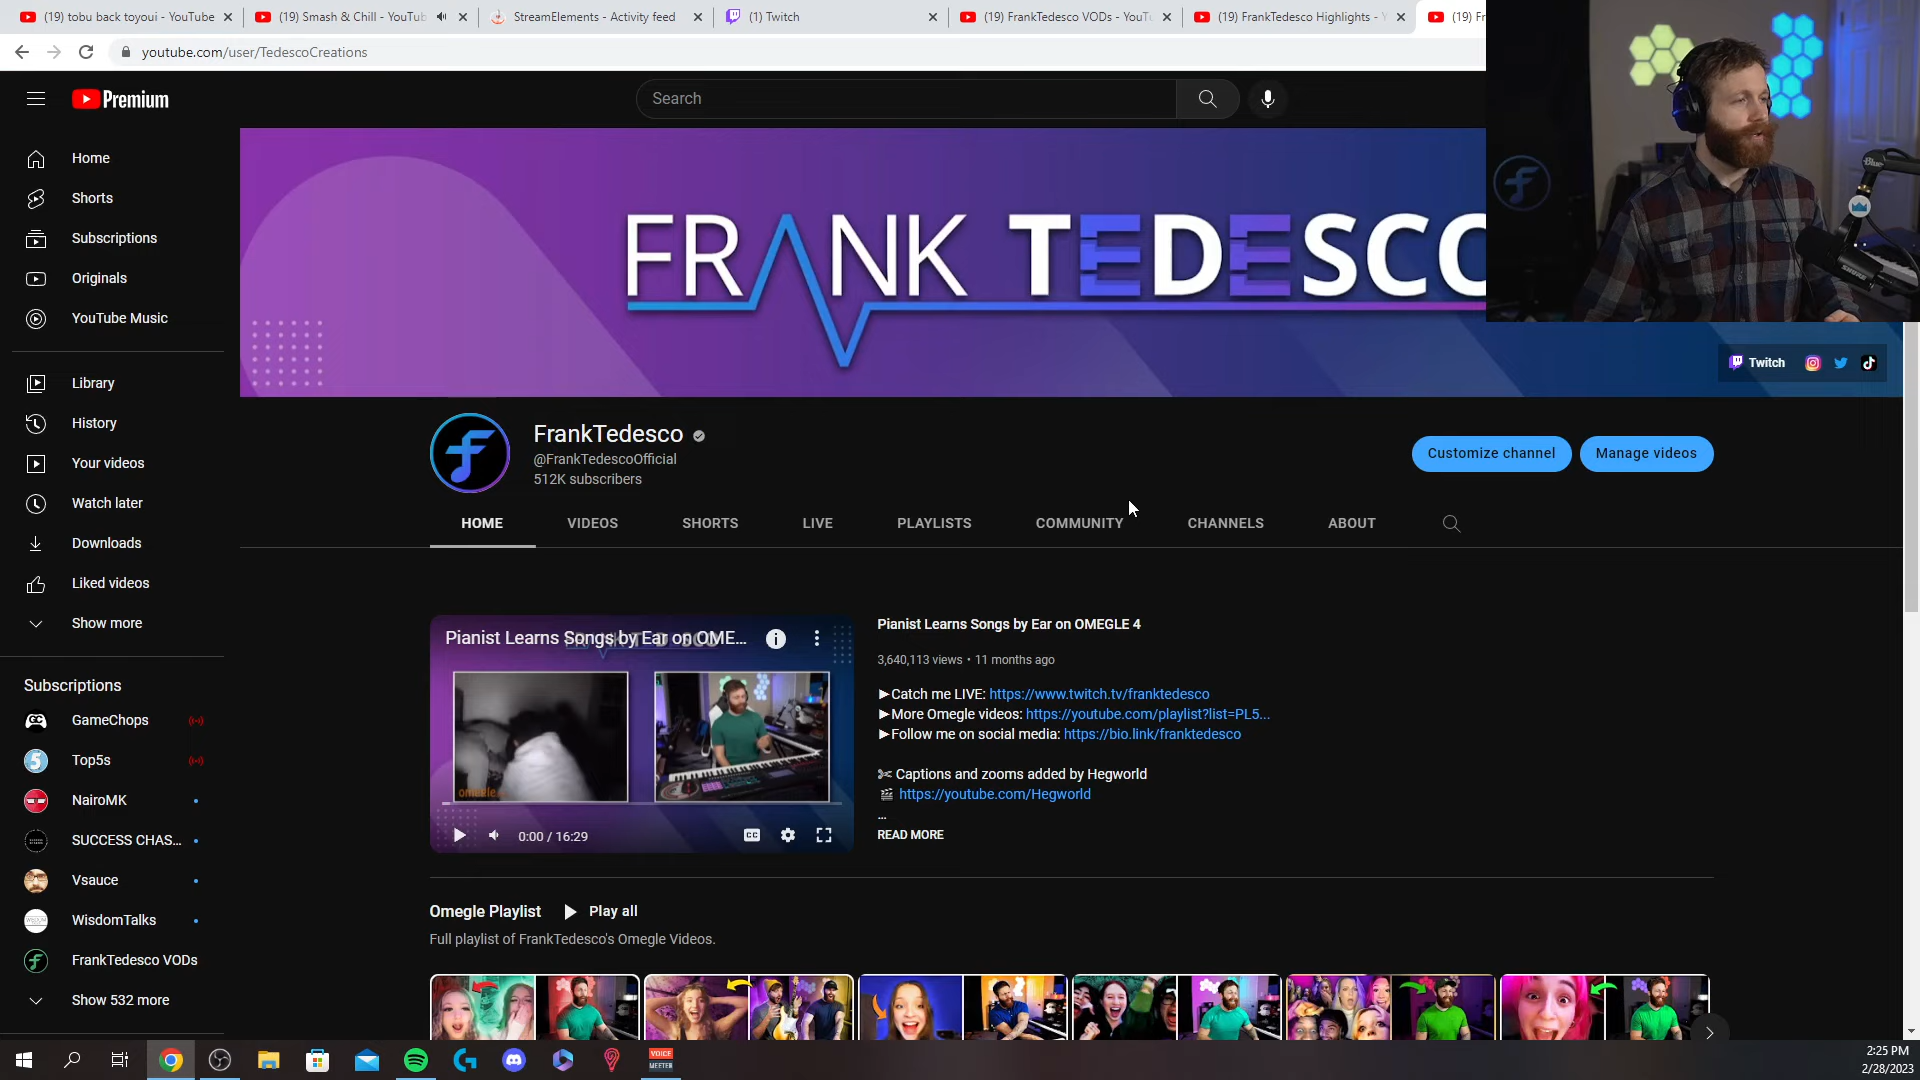 (19) tobu back toyoui - YouTube
(19) Smash & Chill - YouTub
StreamElements - Activity feed
(1) Twitch
(19) FrankTedesco VODs - YouTu
(19) FrankTedesco Highlights - Y
(19) Fr
youtube.com/user/TedescoCreations
Premium
Search
Home
Shorts
Subscriptions
Originals
YouTube Music
Library
History
Your videos
Watch later
Downloads
Liked videos
Show more
Subscriptions
GameChops
Top5s
NairoMK
SUCCESS CHAS...
Vsauce
WisdomTalks
FrankTedesco VODs
Show 532 more
FRANK TEDESCO
Twitch
FrankTedesco
@FrankTedescoOfficial
512K subscribers
Customize channel
Manage videos
HOME
VIDEOS
SHORTS
LIVE
PLAYLISTS
COMMUNITY
CHANNELS
ABOUT
Pianist Learns Songs by Ear on OME...
omegle
0:00 / 16:29
Pianist Learns Songs by Ear on OMEGLE 4
3,640,113 views • 11 months ago
►Catch me LIVE: https://www.twitch.tv/franktedesco
►More Omegle videos: https://youtube.com/playlist?list=PL5...
►Follow me on social media: https://bio.link/franktedesco
✄ Captions and zooms added by Hegworld
🎬 https://youtube.com/Hegworld
...
READ MORE
Omegle Playlist
Play all
Full playlist of FrankTedesco's Omegle Videos.
VOICE
MEETER
2:25 PM
2/28/2023